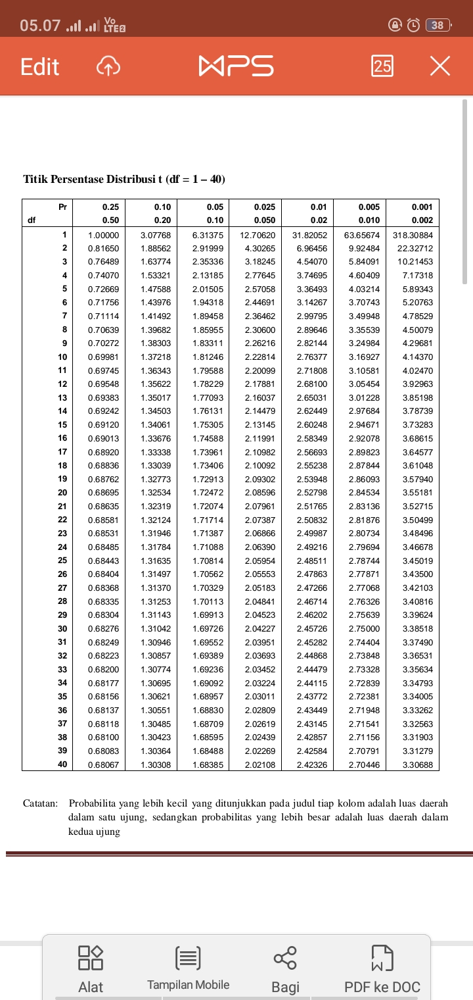 05.07 Vo LTE2 38
Edit WPS 25
Titik Persentase Distribusi t (df = 1 – 40)
Pr 0.25 0.10 0.05 0.025 0.01 0.005 0.001
df 0.50 0.20 0.10 0.050 0.02 0.010 0.002
1 1.00000 3.07768 6.31375 12.70620 31.82052 63.65674 318.30884
2 0.81650 1.88562 2.91999 4.30265 6.96456 9.92484 22.32712
3 0.76489 1.63774 2.35336 3.18245 4.54070 5.84091 10.21453
4 0.74070 1.53321 2.13185 2.77645 3.74695 4.60409 7.17318
5 0.72669 1.47588 2.01505 2.57058 3.36493 4.03214 5.89343
6 0.71756 1.43976 1.94318 2.44691 3.14267 3.70743 5.20763
7 0.71114 1.41492 1.89458 2.36462 2.99795 3.49948 4.78529
8 0.70639 1.39682 1.85955 2.30600 2.89646 3.35539 4.50079
9 0.70272 1.38303 1.83311 2.26216 2.82144 3.24984 4.29681
10 0.69981 1.37218 1.81246 2.22814 2.76377 3.16927 4.14370
11 0.69745 1.36343 1.79588 2.20099 2.71808 3.10581 4.02470
12 0.69548 1.35622 1.78229 2.17881 2.68100 3.05454 3.92963
13 0.69383 1.35017 1.77093 2.16037 2.65031 3.01228 3.85198
14 0.69242 1.34503 1.76131 2.14479 2.62449 2.97684 3.78739
15 0.69120 1.34061 1.75305 2.13145 2.60248 2.94671 3.73283
16 0.69013 1.33676 1.74588 2.11991 2.58349 2.92078 3.68615
17 0.68920 1.33338 1.73961 2.10982 2.56693 2.89823 3.64577
18 0.68836 1.33039 1.73406 2.10092 2.55238 2.87844 3.61048
19 0.68762 1.32773 1.72913 2.09302 2.53948 2.86093 3.57940
20 0.68695 1.32534 1.72472 2.08596 2.52798 2.84534 3.55181
21 0.68635 1.32319 1.72074 2.07961 2.51765 2.83136 3.52715
22 0.68581 1.32124 1.71714 2.07387 2.50832 2.81876 3.50499
23 0.68531 1.31946 1.71387 2.06866 2.49987 2.80734 3.48496
24 0.68485 1.31784 1.71088 2.06390 2.49216 2.79694 3.46678
25 0.68443 1.31635 1.70814 2.05954 2.48511 2.78744 3.45019
26 0.68404 1.31497 1.70562 2.05553 2.47863 2.77871 3.43500
27 0.68368 1.31370 1.70329 2.05183 2.47266 2.77068 3.42103
28 0.68335 1.31253 1.70113 2.04841 2.46714 2.76326 3.40816
29 0.68304 1.31143 1.69913 2.04523 2.46202 2.75639 3.39624
30 0.68276 1.31042 1.69726 2.04227 2.45726 2.75000 3.38518
31 0.68249 1.30946 1.69552 2.03951 2.45282 2.74404 3.37490
32 0.68223 1.30857 1.69389 2.03693 2.44868 2.73848 3.36531
33 0.68200 1.30774 1.69236 2.03452 2.44479 2.73328 3.35634
34 0.68177 1.30695 1.69092 2.03224 2.44115 2.72839 3.34793
35 0.68156 1.30621 1.68957 2.03011 2.43772 2.72381 3.34005
36 0.68137 1.30551 1.68830 2.02809 2.43449 2.71948 3.33262
37 0.68118 1.30485 1.68709 2.02619 2.43145 2.71541 3.32563
38 0.68100 1.30423 1.68595 2.02439 2.42857 2.71156 3.31903
39 0.68083 1.30364 1.68488 2.02269 2.42584 2.70791 3.31279
40 0.68067 1.30308 1.68385 2.02108 2.42326 2.70446 3.30688
Catatan: Probabilita yang lebih kecil yang ditunjukkan pada judul tiap kolom adalah luas daerah
dalam satu ujung, sedangkan probabilitas yang lebih besar adalah luas daerah dalam
kedua ujung
Alat Tampilan Mobile Bagi PDF ke DOC